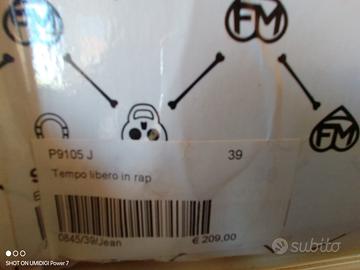 FM
FM
P9105 J
39
Tempo libero in rap
0845/39/Jean
€ 209,00
SHOT ON UMIDIGI Power 7
subito